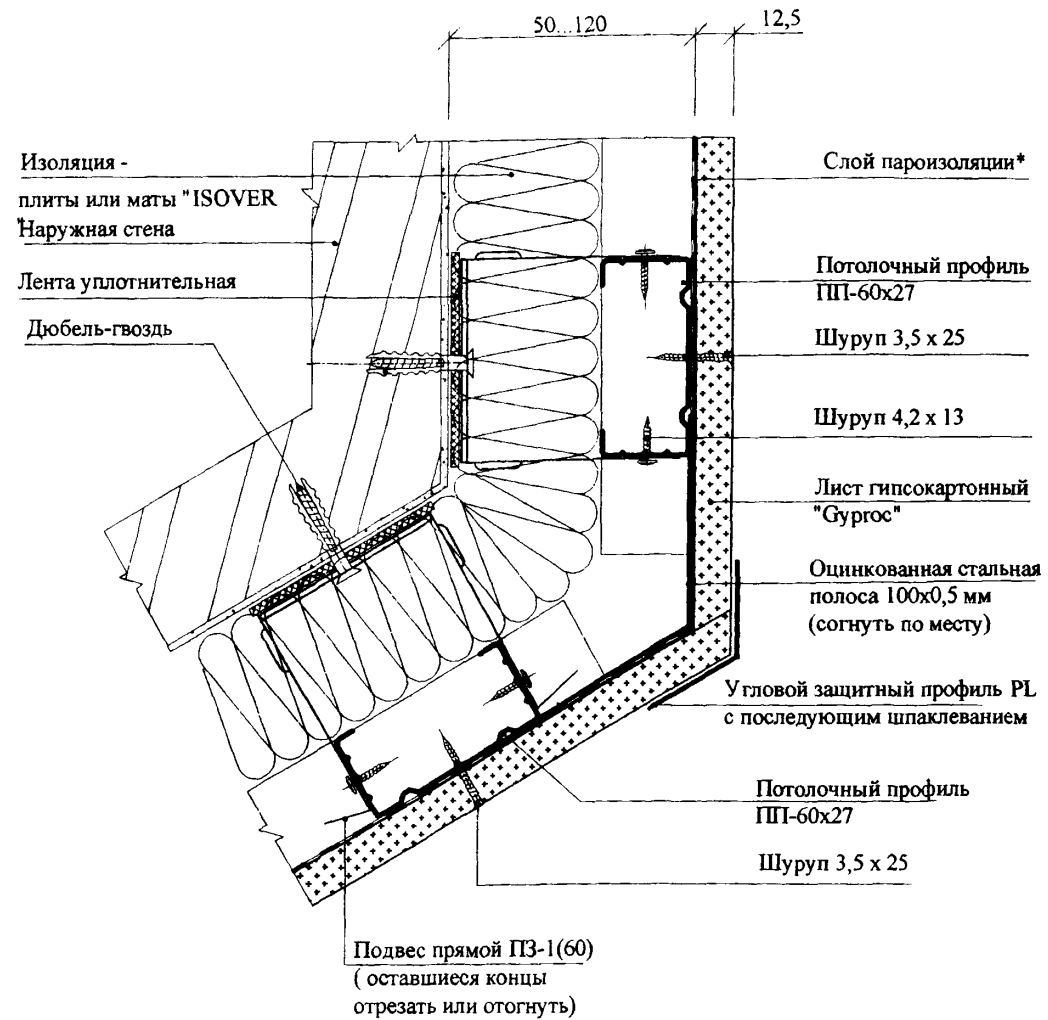 50...120
12,5
Изоляция -
плиты или маты "ISOVER
"Наружная стена
Лента уплотнительная
Дюбель-гвоздь
Слой пароизоляции*
Потолочный профиль
ПП-60х27
Шуруп 3,5 х 25
Шуруп 4,2 х 13
Лист гипсокартонный
"Gyproc"
Оцинкованная стальная
полоса 100х0,5 мм
(согнуть по месту)
Угловой защитный профиль PL
с последующим шпаклеванием
Потолочный профиль
ПП-60х27
Шуруп 3,5 х 25
Подвес прямой ПЗ-1(60)
( оставшиеся концы
отрезать или отогнуть)